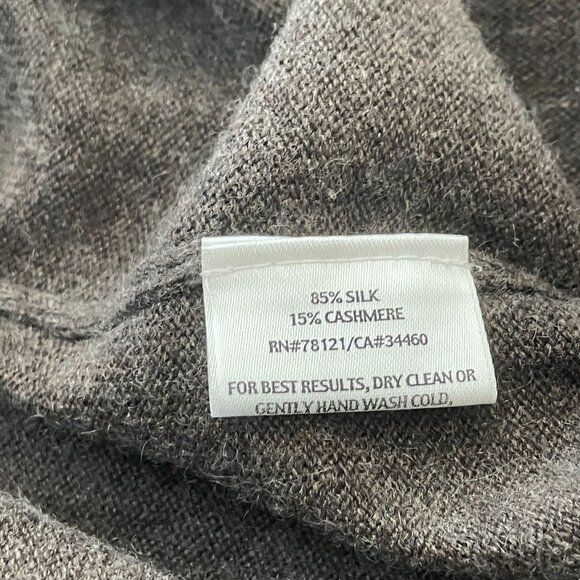 85% SILK
15% CASHMERE
RN#78121/CA#34460
FOR BEST RESULTS, DRY CLEAN OR
GENTLY HAND WASH COLD,